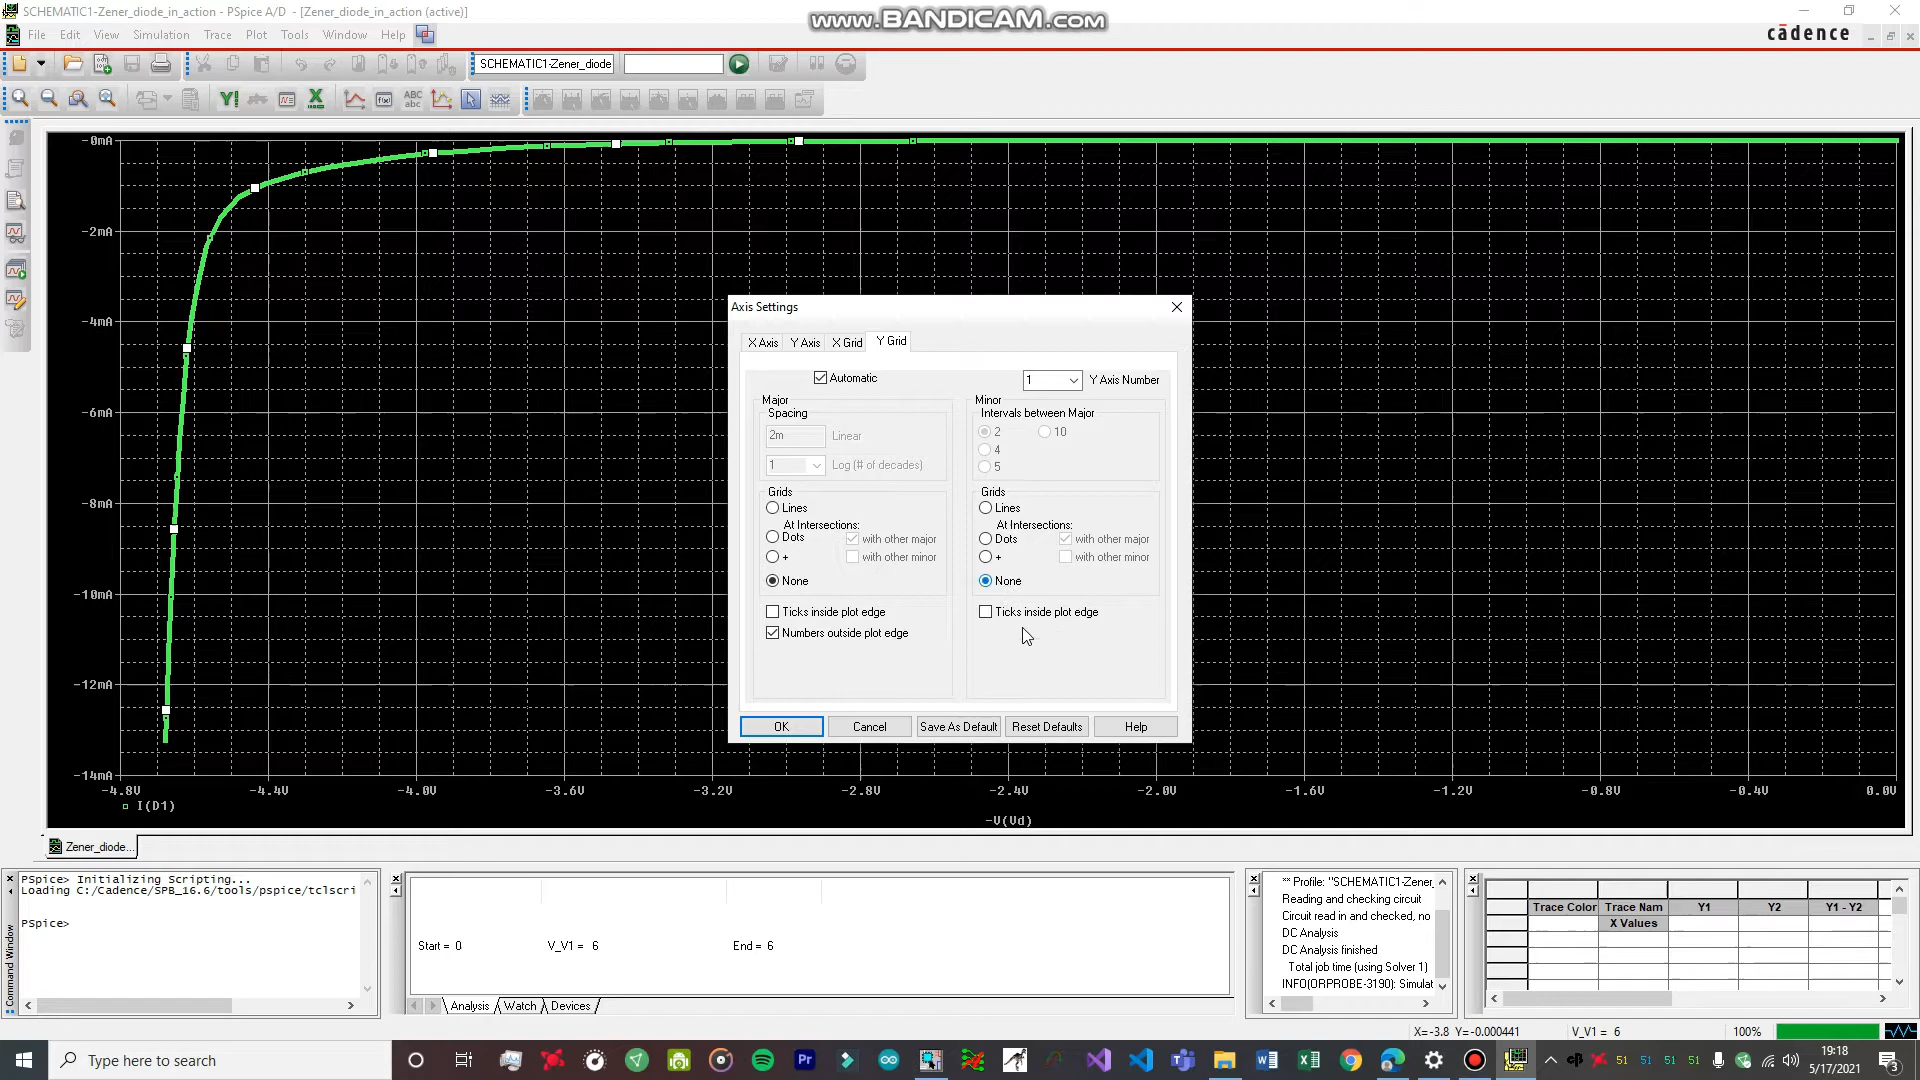 SCHEMATIC1-Zener_diode_in_action - PSpice A/D - [Zener_diode_in_action (active)]
www.BANDICAM.com
File Edit View Simulation Trace Plot Tools Window Help
cādence
SCHEMATIC1-Zener_diode
ABC
abc
-0mA
-2mA
-4mA
-6mA
-8mA
-10mA
-12mA
-14mA
-4.8V -4.4V -4.0V -3.6V -3.2V -2.8V -2.4V -2.0V -1.6V -1.2V -0.8V -0.4V 0.0V
I(D1)
-V(Vd)
Axis Settings
X Axis Y Axis X Grid Y Grid
Automatic
1 Y Axis Number
Major
Spacing
2m Linear
1 Log (# of decades)
Grids
Lines
At Intersections:
Dots with other major
+ with other minor
None
Ticks inside plot edge
Numbers outside plot edge
Minor
Intervals between Major
2 10
4
5
Grids
Lines
At Intersections:
Dots with other major
+ with other minor
None
Ticks inside plot edge
OK Cancel Save As Default Reset Defaults Help
Zener_diode...
Command Window
PSpice> Initializing Scripting...
Loading C:/Cadence/SPB_16.6/tools/pspice/tclscri
PSpice>
Start = 0 V_V1 = 6 End = 6
Analysis Watch Devices
** Profile: "SCHEMATIC1-Zener_
Reading and checking circuit
Circuit read in and checked, no
DC Analysis
DC Analysis finished
Total job time (using Solver 1)
INFO(ORPROBE-3190): Simulat
Trace Color Trace Nam Y1 Y2 Y1 - Y2
X Values
X=-3.8 Y=-0.000441 V_V1 = 6 100%
Type here to search
51 51 51 51
19:18
5/17/2021
3